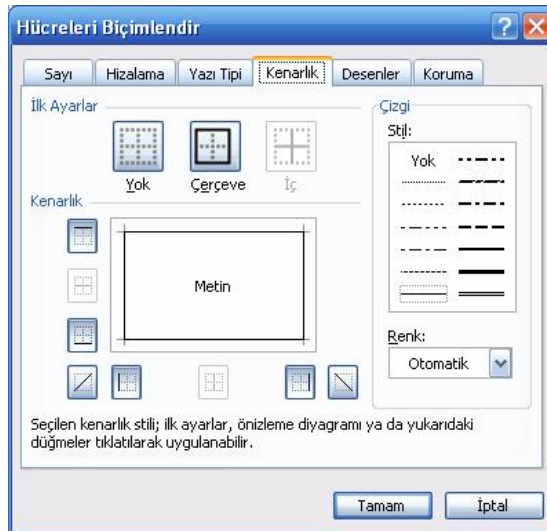 Hücreleri Biçimlendir
Sayı Hizalama Yazı Tipi Kenarlık Desenler Koruma
İlk Ayarlar
Yok Çerçeve İç
Kenarlık
Metin
Çizgi
Stil:
Yok
Renk:
Otomatik
Seçilen kenarlık stili; ilk ayarlar, önizleme diyagramı ya da yukarıdaki
düğmeler tıklatılarak uygulanabilir.
Tamam İptal